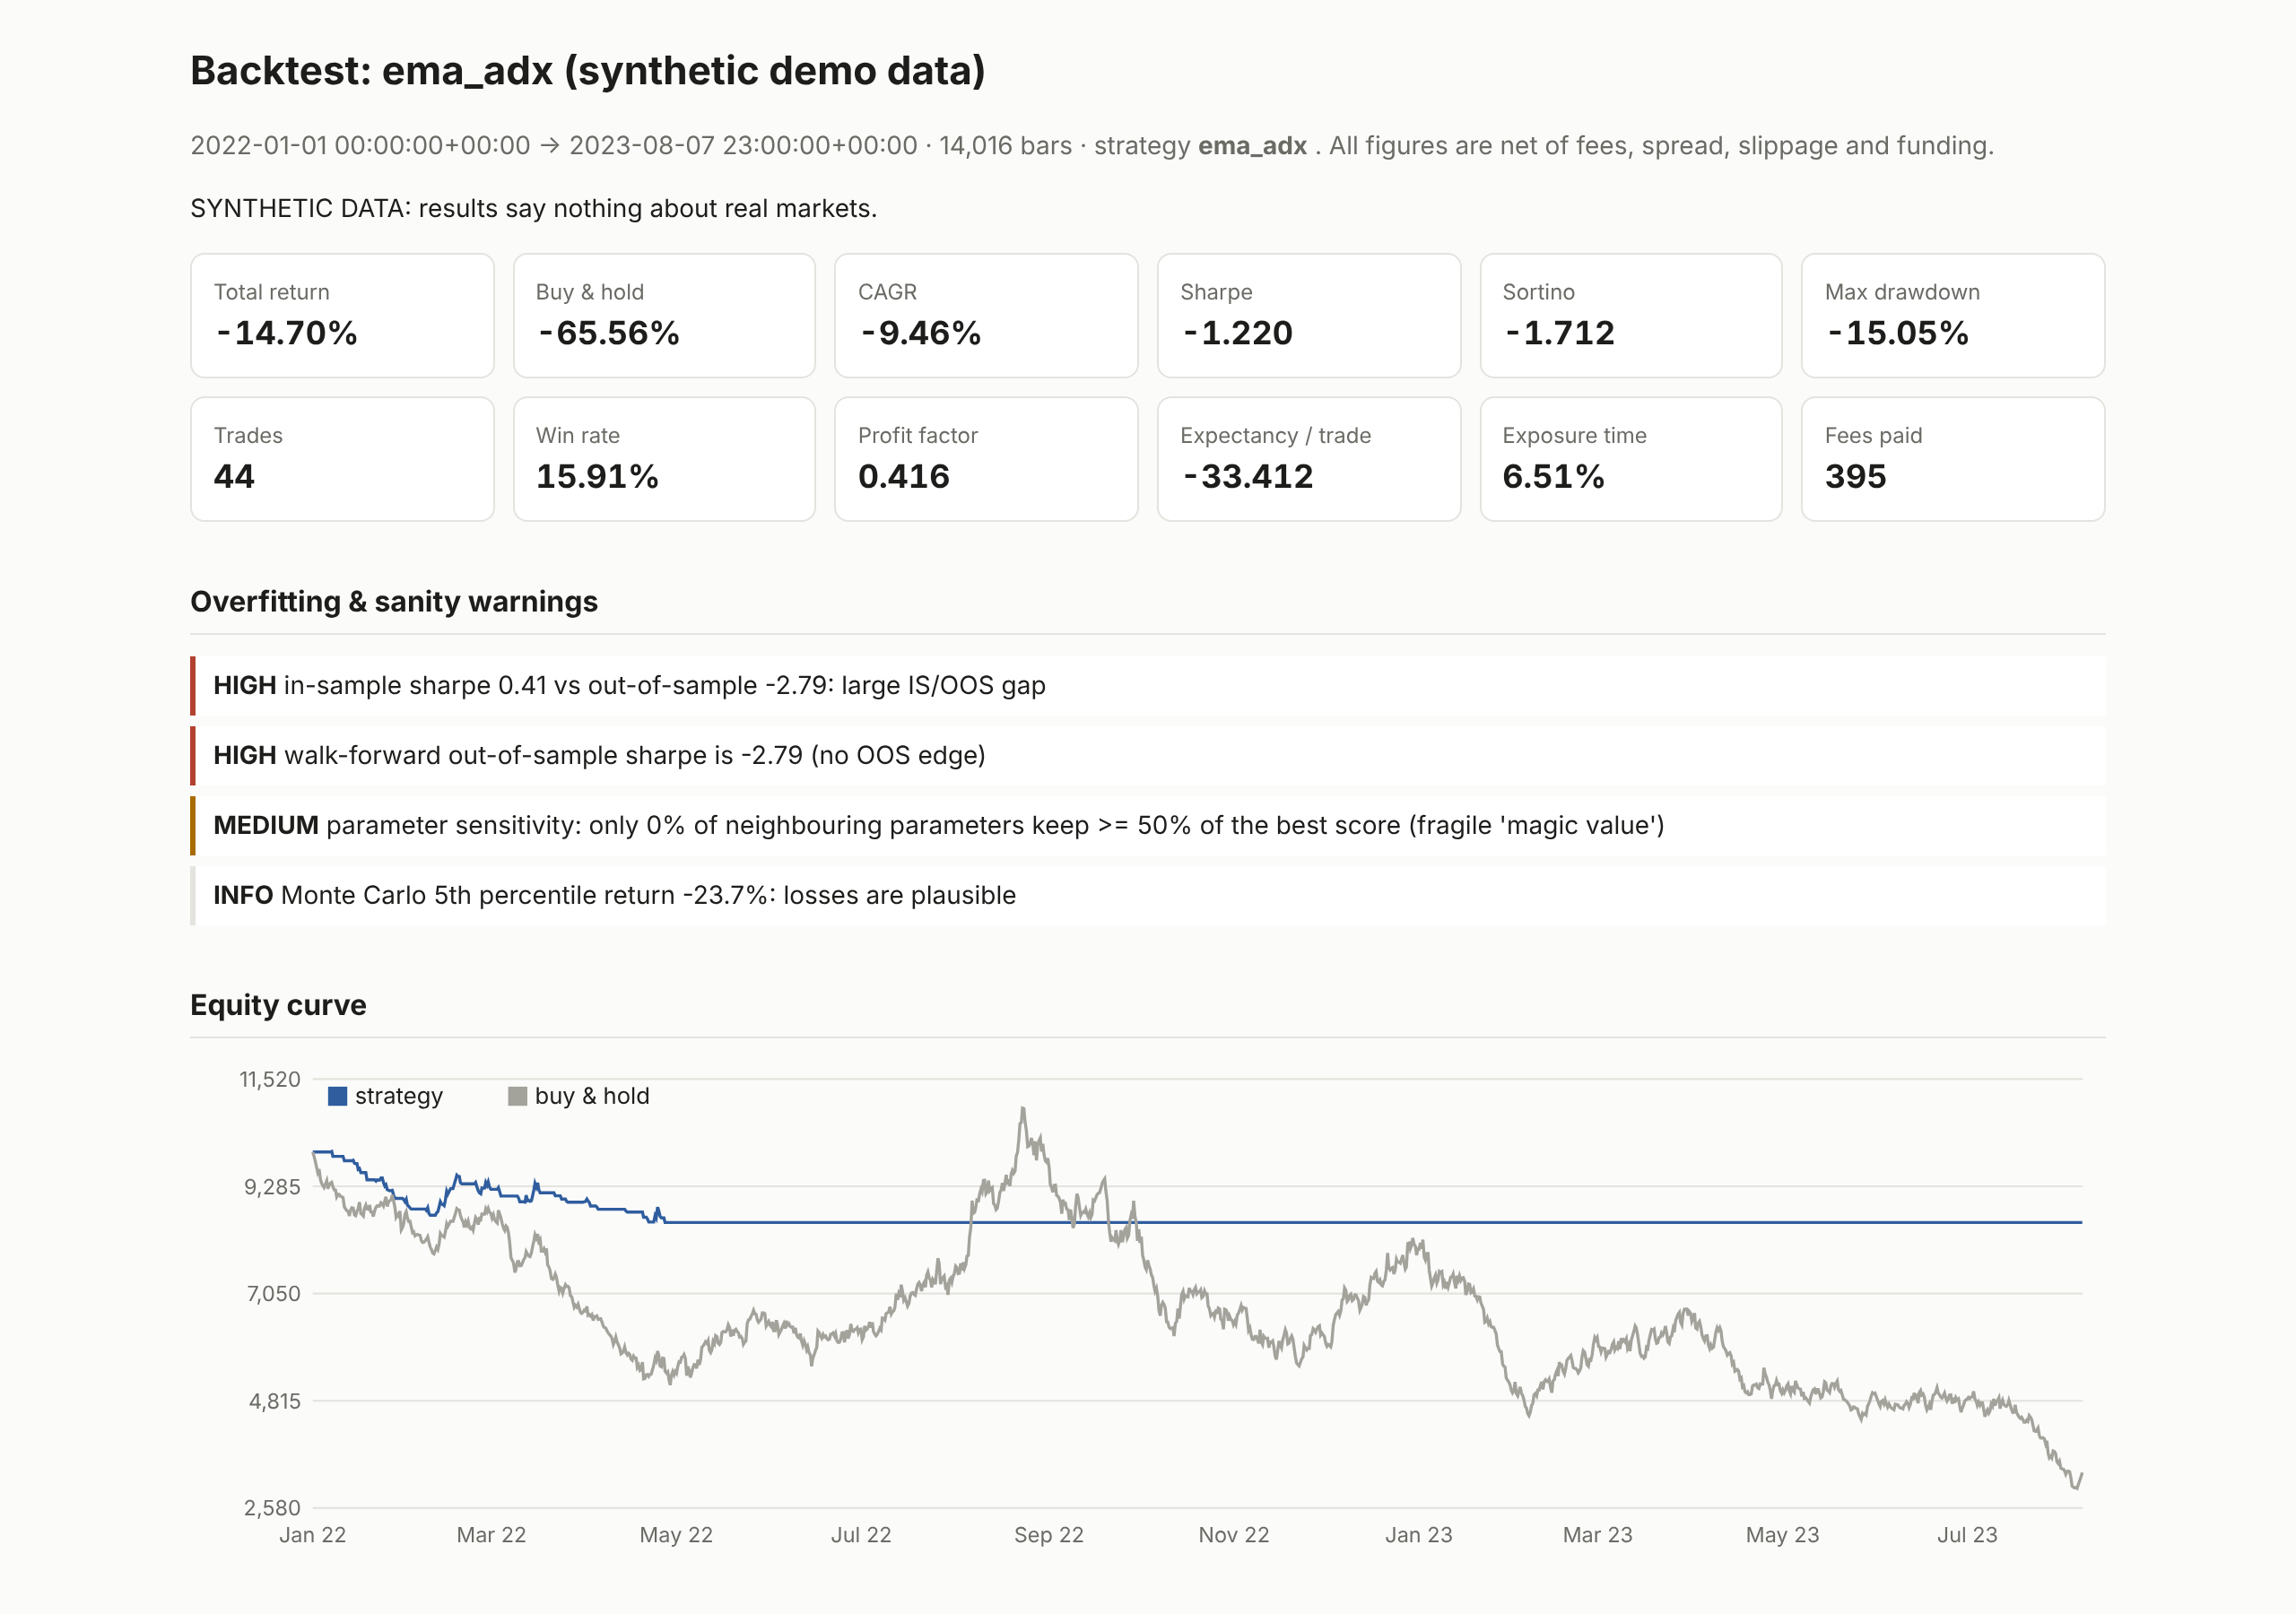 Backtest: ema_adx (synthetic demo data)
2022-01-01 00:00:00+00:00 → 2023-08-07 23:00:00+00:00 · 14,016 bars · strategy ema_adx . All figures are net of fees, spread, slippage and funding.
SYNTHETIC DATA: results say nothing about real markets.
Total return Buy & hold CAGR Sharpe Sortino Max drawdown
-14.70% -65.56% -9.46% -1.220 -1.712 -15.05%
Trades Win rate Profit factor Expectancy / trade Exposure time Fees paid
44 15.91% 0.416 -33.412 6.51% 395
Overfitting & sanity warnings
HIGH in-sample sharpe 0.41 vs out-of-sample -2.79: large IS/OOS gap
HIGH walk-forward out-of-sample sharpe is -2.79 (no OOS edge)
MEDIUM parameter sensitivity: only 0% of neighbouring parameters keep >= 50% of the best score (fragile 'magic value')
INFO Monte Carlo 5th percentile return -23.7%: losses are plausible
Equity curve
11,520
strategy buy & hold
9,285
7,050
4,815
2,580
Jan 22 Mar 22 May 22 Jul 22 Sep 22 Nov 22 Jan 23 Mar 23 May 23 Jul 23